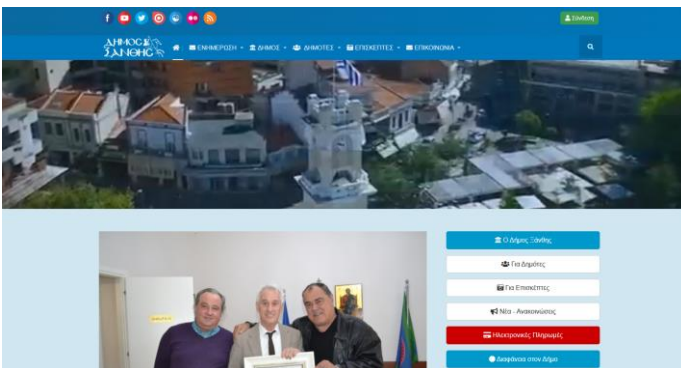 Σύνδεση
ΔΗΜΟΣ ΞΑΝΘΗΣ
ΕΝΗΜΕΡΩΣΗ ΔΗΜΟΣ ΔΗΜΟΤΕΣ ΕΠΙΣΚΕΠΤΕΣ ΕΠΙΚΟΙΝΩΝΙΑ
Ο Δήμος Ξάνθης
Για Δημότες
Για Επισκέπτες
Νέα - Ανακοινώσεις
Ηλεκτρονικές Πληρωμές
Διαφάνεια στον Δήμο